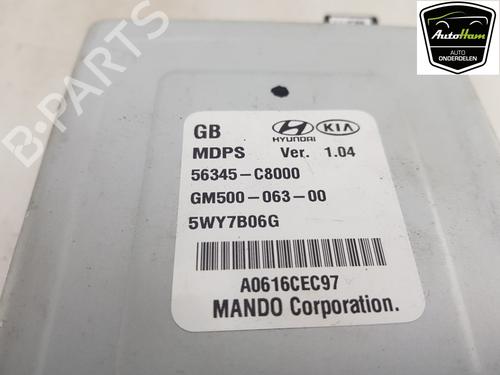 AutoHam
AUTO
ONDERDELEN
B-PARTS
GB HYUNDAI KIA
MDPS Ver. 1.04
56345-C8000
GM500-063-00
5WY7B06G
A0616CEC97
MANDO Corporation.